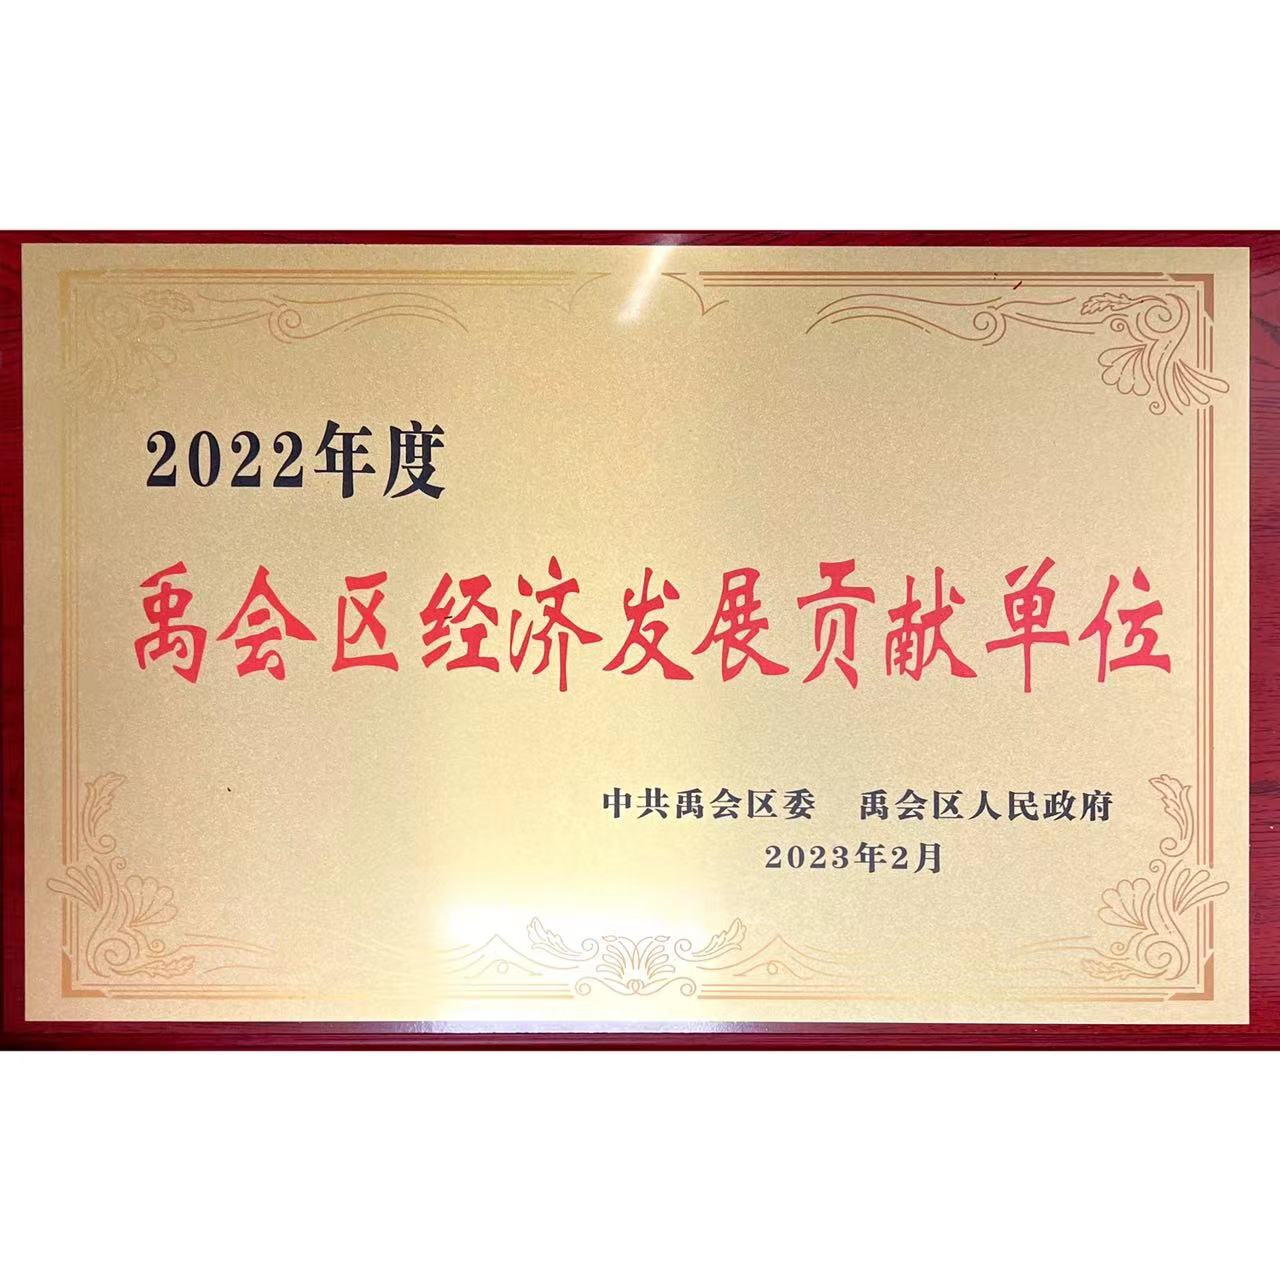 2022年度
禹会区经济发展贡献单位
中共禹会区委 禹会区人民政府
2023年2月